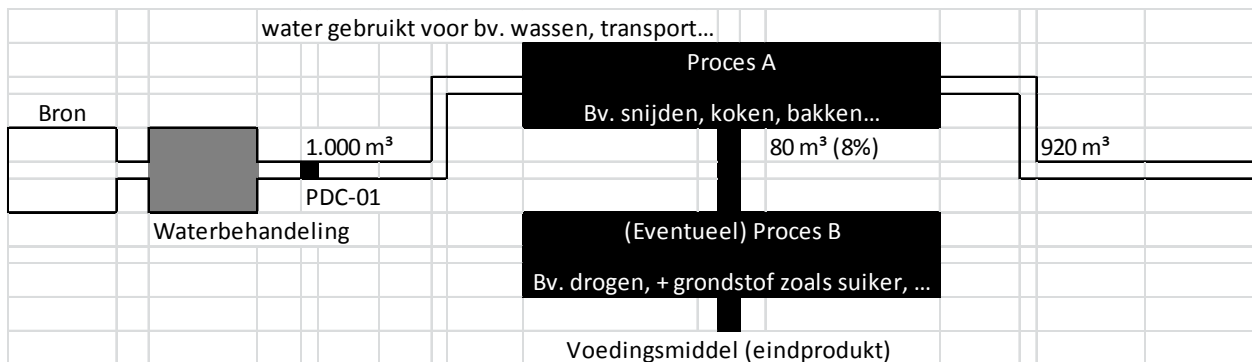 water gebruikt voor bv. wassen, transport...
Proces A
Bv. snijden, koken, bakken...
Bron
1.000 m³
80 m³ (8%)
920 m³
PDC-01
Waterbehandeling
(Eventueel) Proces B
Bv. drogen, + grondstof zoals suiker, ...
Voedingsmiddel (eindprodukt)